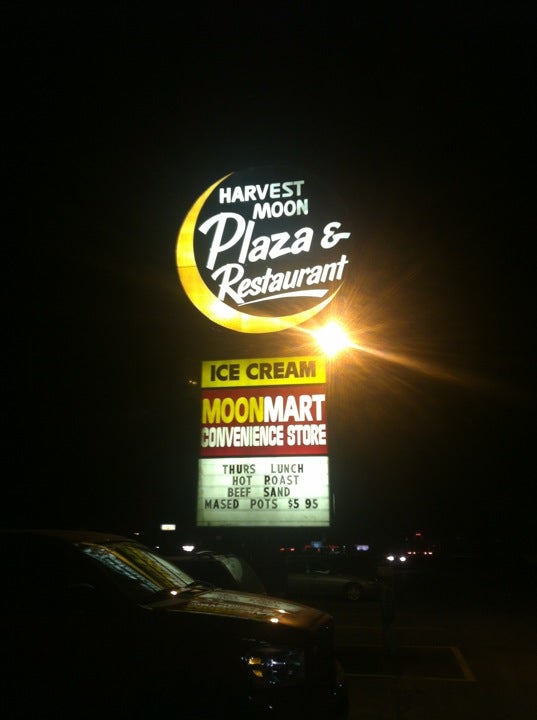 HARVEST
MOON
Plaza &
Restaurant
ICE CREAM
MOONMART
CONVENIENCE STORE
THURS LUNCH
HOT ROAST
BEEF SAND
MASED POTS $5 95